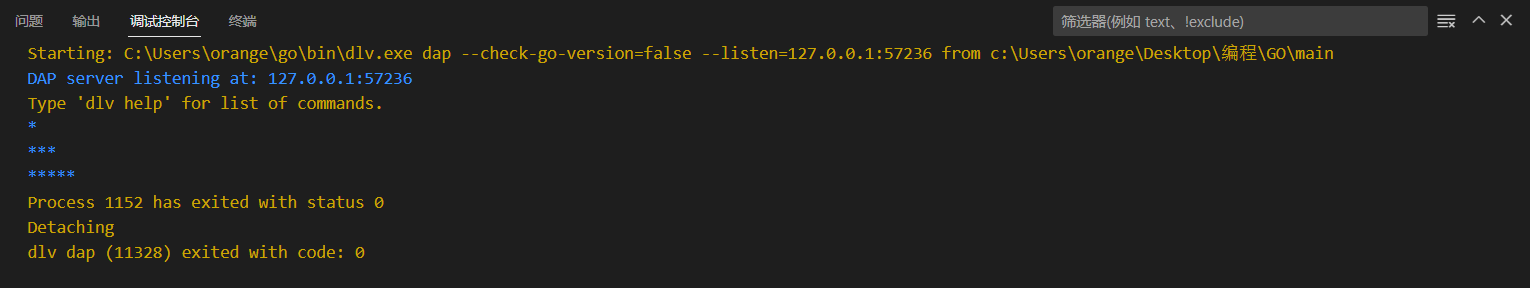 问题 输出 调试控制台 终端 筛选器(例如 text、!exclude)
Starting: C:\Users\orange\go\bin\dlv.exe dap --check-go-version=false --listen=127.0.0.1:57236 from c:\Users\orange\Desktop\编程\GO\main
DAP server listening at: 127.0.0.1:57236
Type 'dlv help' for list of commands.
*
***
*****
Process 1152 has exited with status 0
Detaching
dlv dap (11328) exited with code: 0